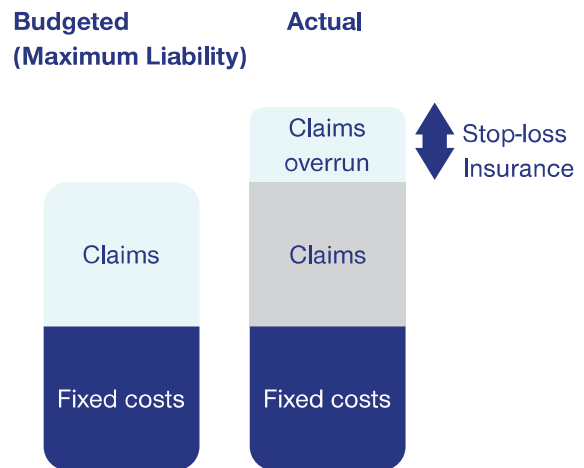 Budgeted
(Maximum Liability)
Actual
Claims
overrun
Stop-loss
Insurance
Claims
Claims
Fixed costs
Fixed costs